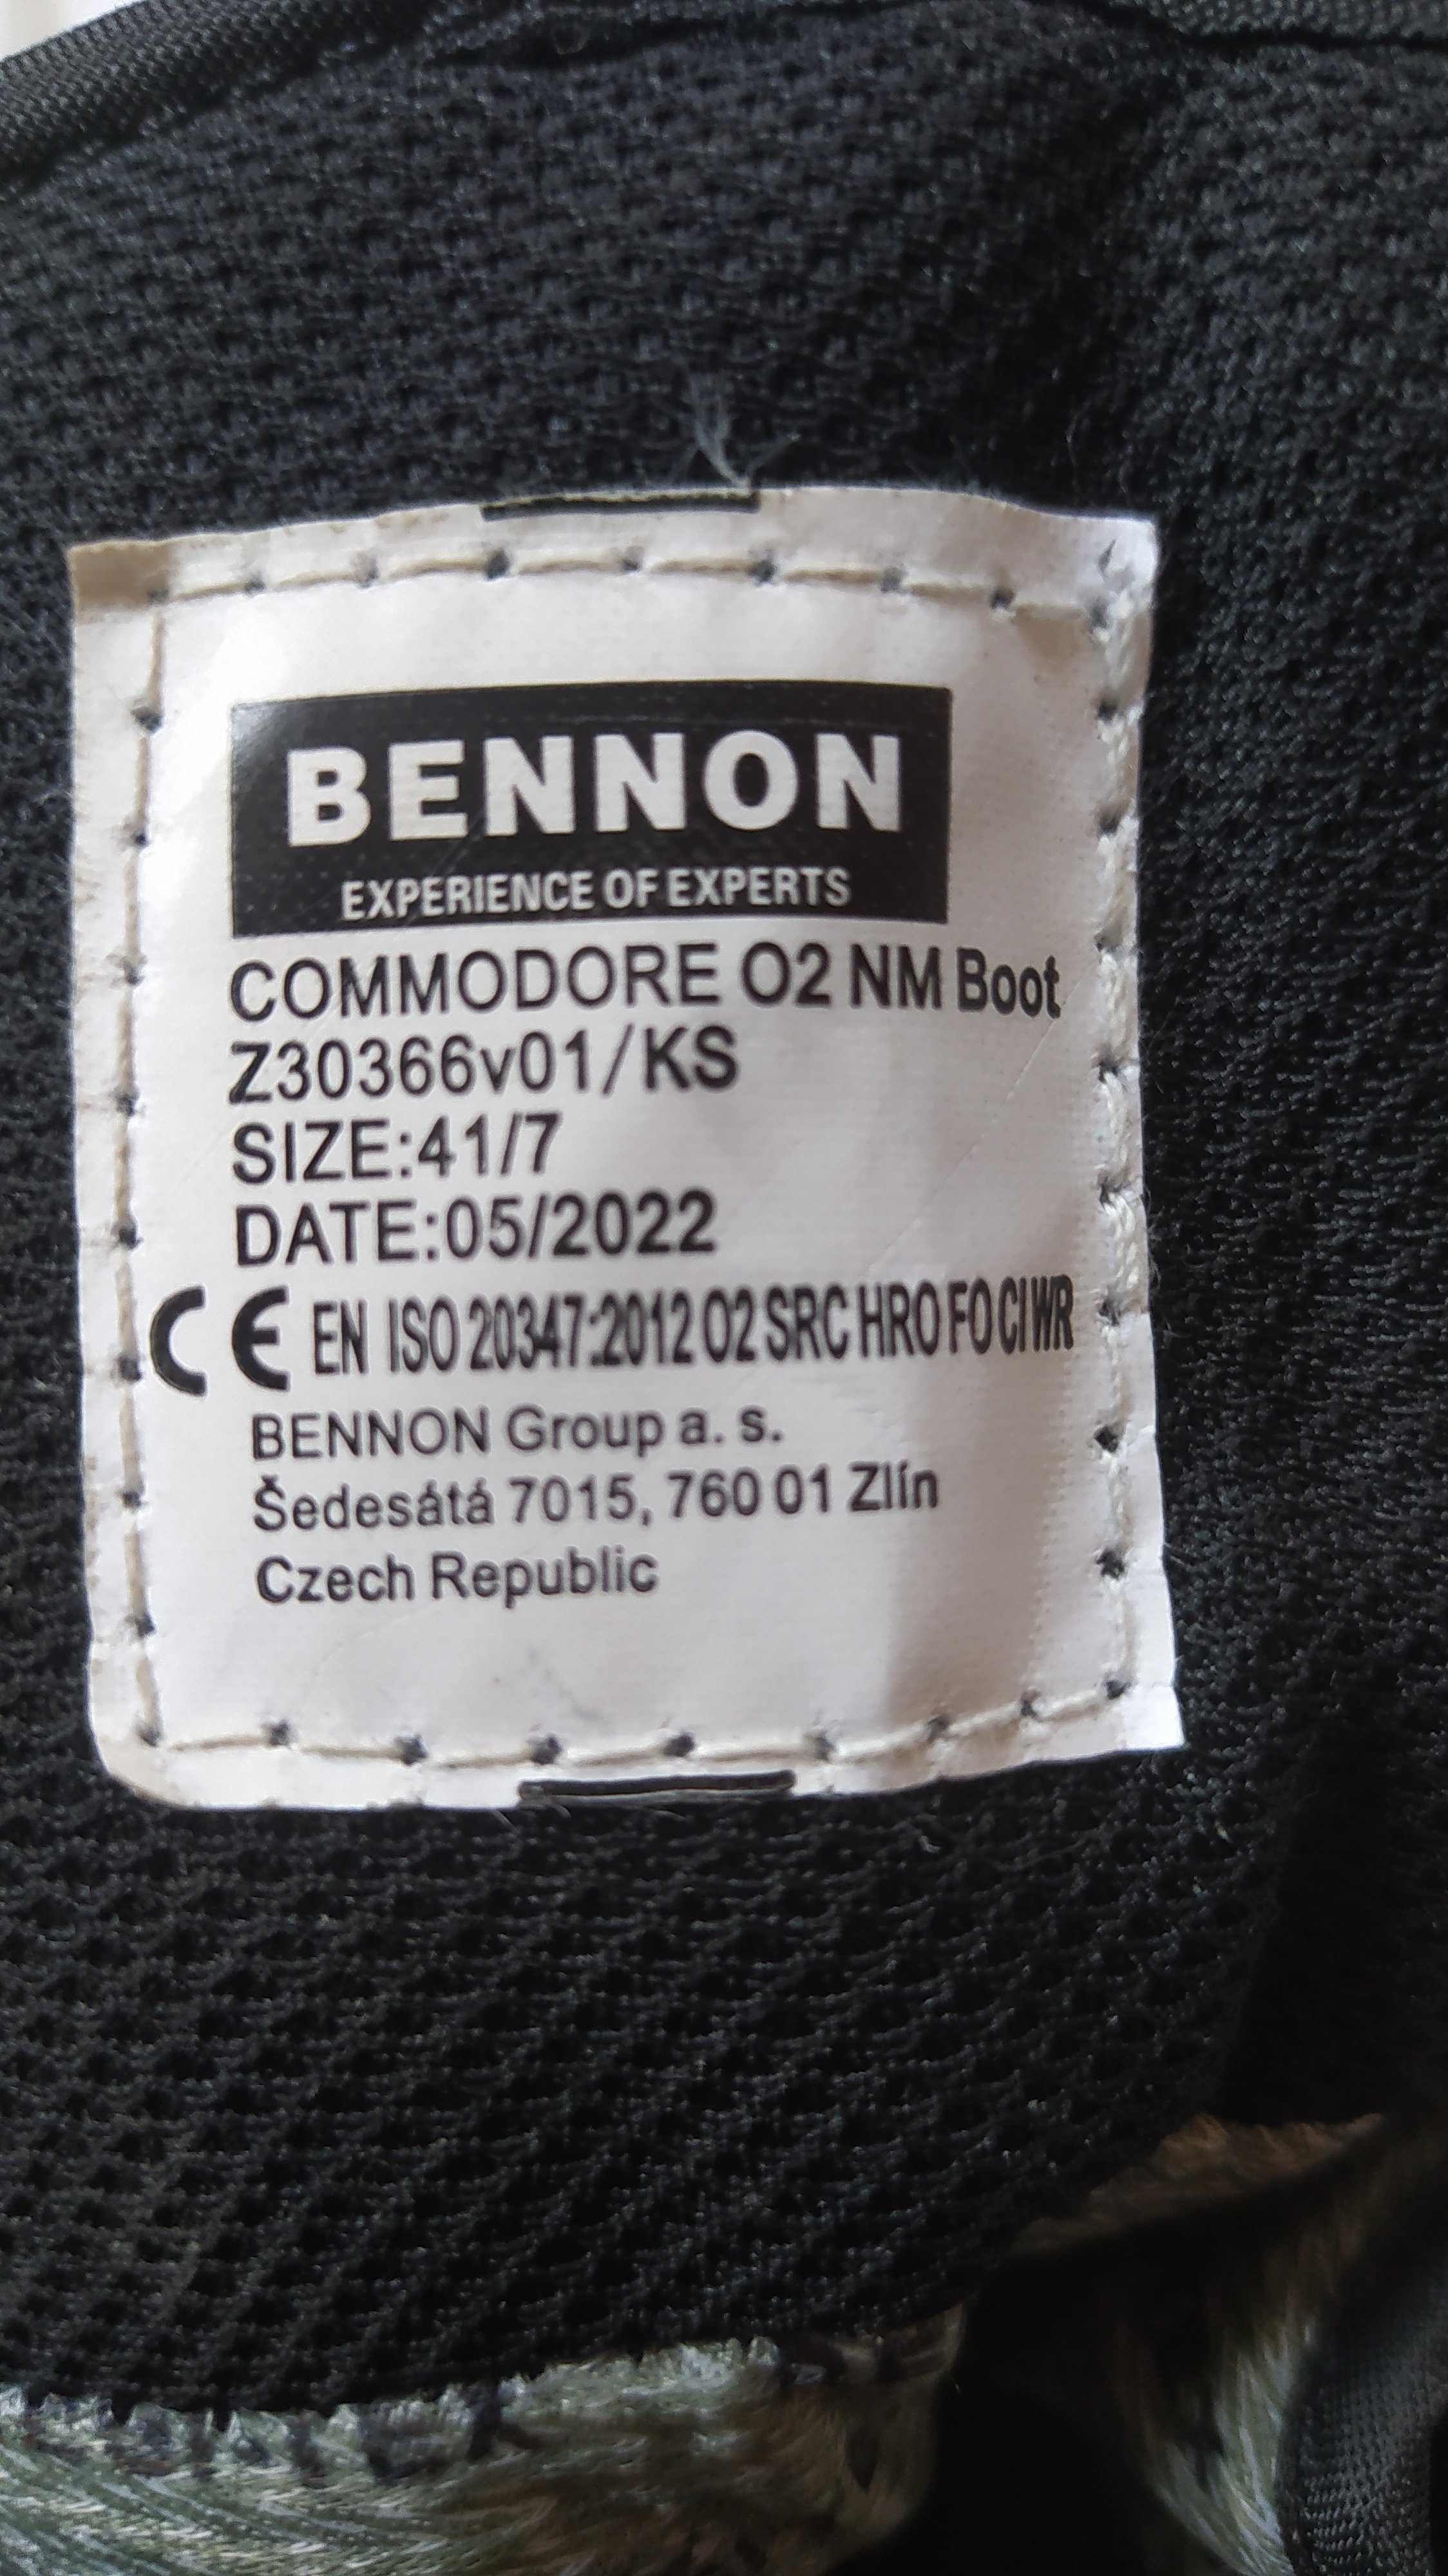 BENNON
EXPERIENCE OF EXPERTS
COMMODORE O2 NM Boot
Z30366v01/KS
SIZE:41/7
DATE:05/2022
CE EN ISO 20347:2012 O2 SRC HRO FO CI WR
BENNON Group a. s.
Šedesátá 7015, 760 01 Zlín
Czech Republic